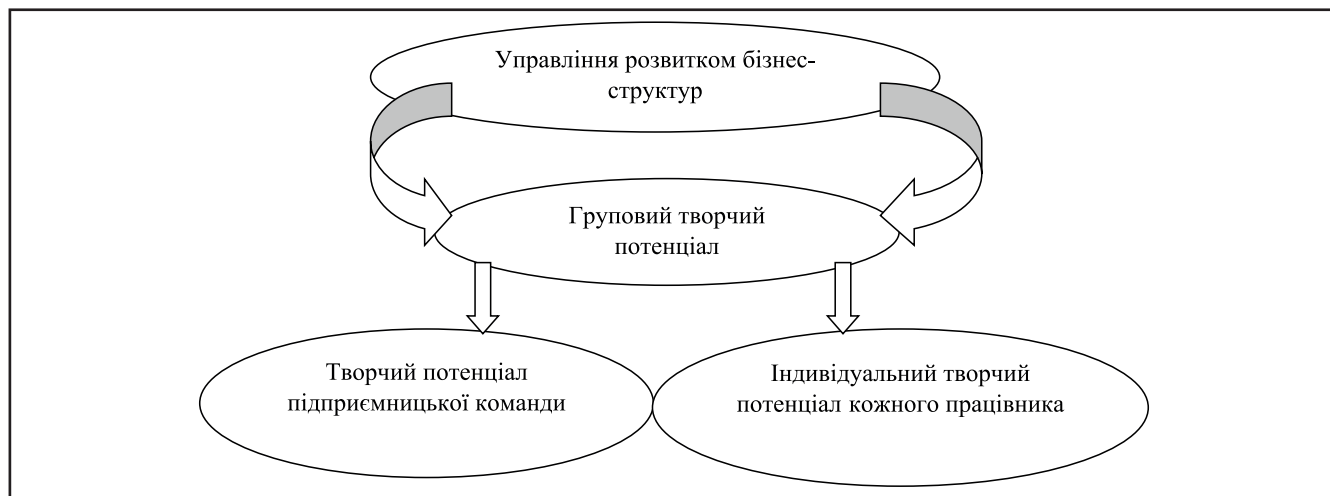 Управління розвитком бізнес-
структур
Груповий творчий
потенціал
Творчий потенціал
підприємницької команди
Індивідуальний творчий
потенціал кожного працівника